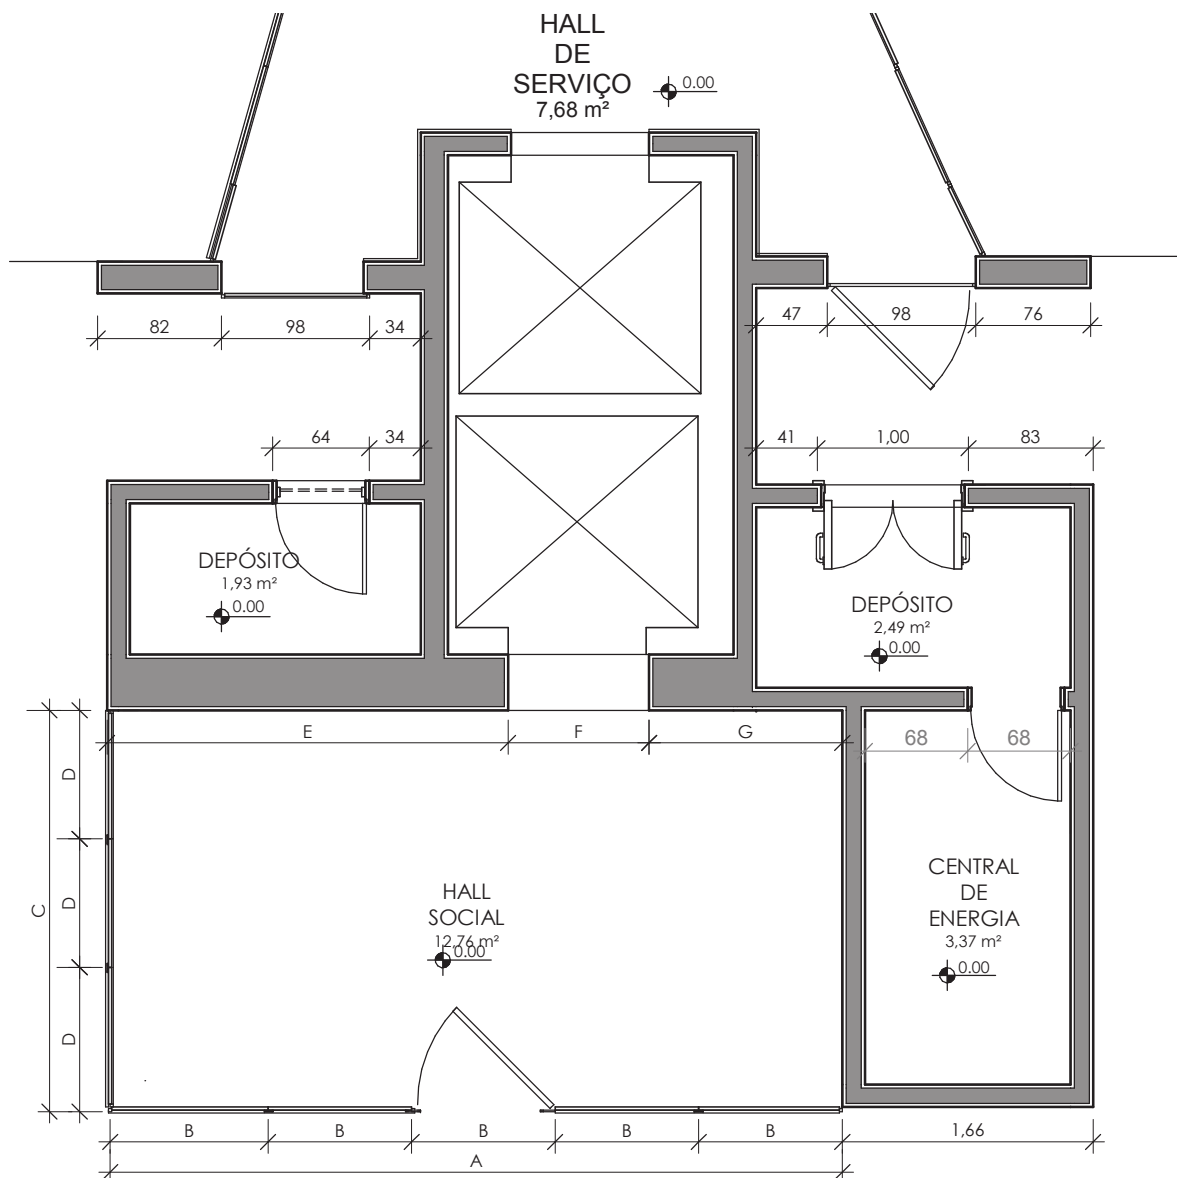 HALL
DE
SERVIÇO
7,68 m²
0.00
82
98
34
47
98
76
64
34
41
1,00
83
DEPÓSITO
1,93 m²
0.00
DEPÓSITO
2,49 m²
0.00
E
F
G
68
68
D
D
D
C
HALL
SOCIAL
12,76 m²
0.00
CENTRAL
DE
ENERGIA
3,37 m²
0.00
B
B
B
B
B
1,66
A